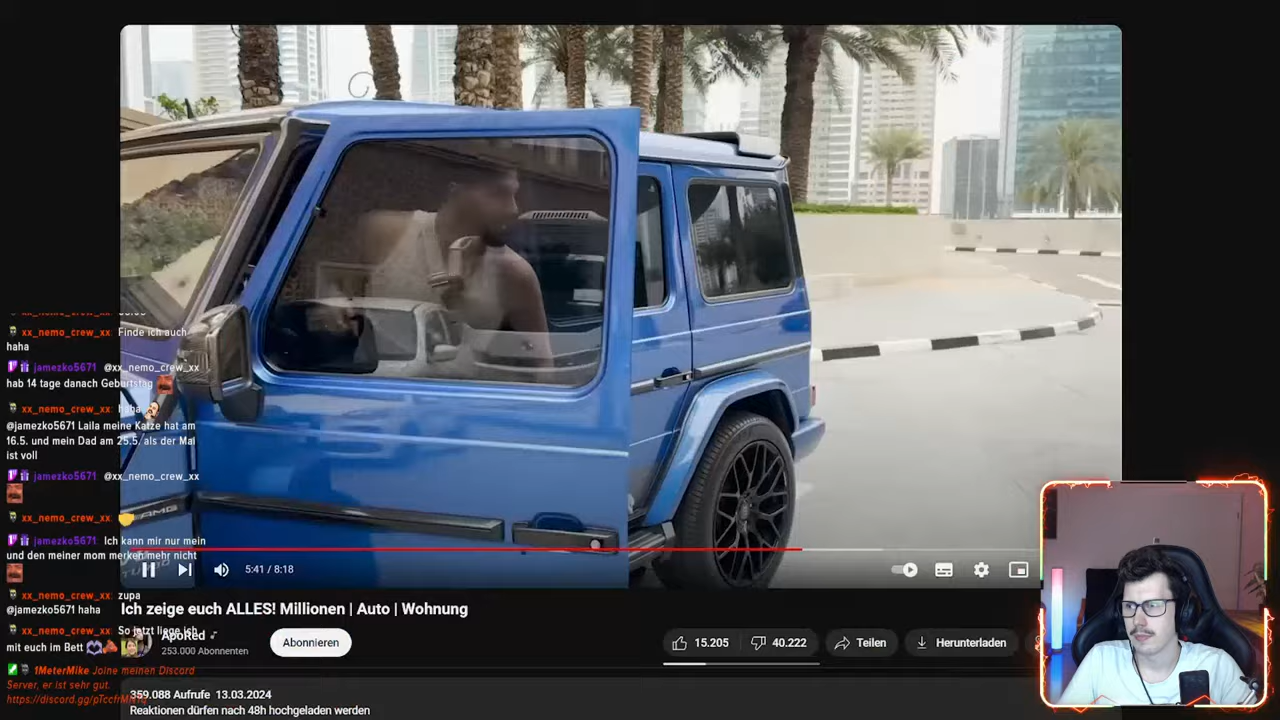 xx_nemo_crew_xx: Finde ich auch
haha
jamezko5671 @xx_nemo_crew_xx
hab 14 tage danach Geburtstag
xx_nemo_crew_xx: haha
@jamezko5671 Laila meine Katze hat am
16.5. und mein Dad am 25.5. als der Mai
ist voll
jamezko5671 @xx_nemo_crew_xx
xx_nemo_crew_xx:
jamezko5671: Ich kann mir nur mein
und den meiner mom merken mehr nicht
xx_nemo_crew_xx: zupa
@jamezko5671 haha
xx_nemo_crew_xx: So jetzt liege ich
mit euch im Bett
1MeterMike Joine meinen Discord
Server, er ist sehr gut.
AMG
5:41 / 8:18
Ich zeige euch ALLES! Millionen | Auto | Wohnung
ApoRed
253.000 Abonnenten
Abonnieren
15.205
40.222
Teilen
Herunterladen
359.088 Aufrufe 13.03.2024
Reaktionen dürfen nach 48h hochgeladen werden